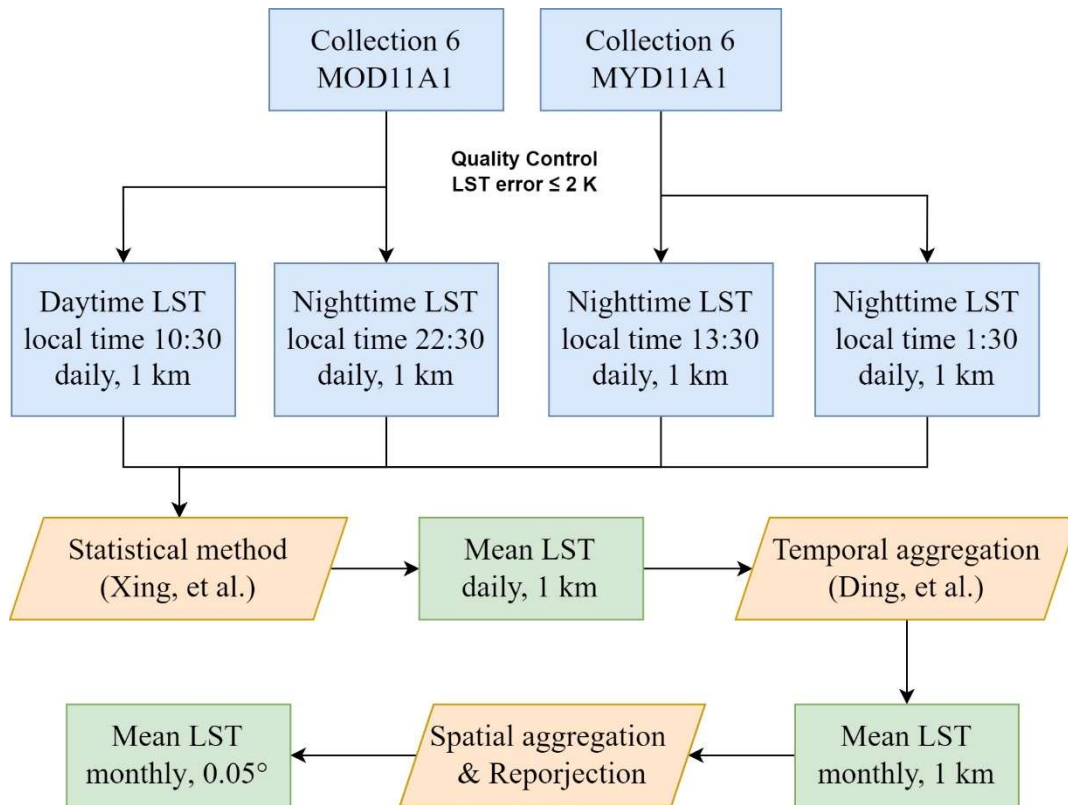 Collection 6
MOD11A1
Collection 6
MYD11A1
Quality Control
LST error ≤ 2 K
Daytime LST
local time 10:30
daily, 1 km
Nighttime LST
local time 22:30
daily, 1 km
Nighttime LST
local time 13:30
daily, 1 km
Nighttime LST
local time 1:30
daily, 1 km
Statistical method
(Xing, et al.)
Mean LST
daily, 1 km
Temporal aggregation
(Ding, et al.)
Mean LST
monthly, 0.05°
Spatial aggregation
& Reporjection
Mean LST
monthly, 1 km